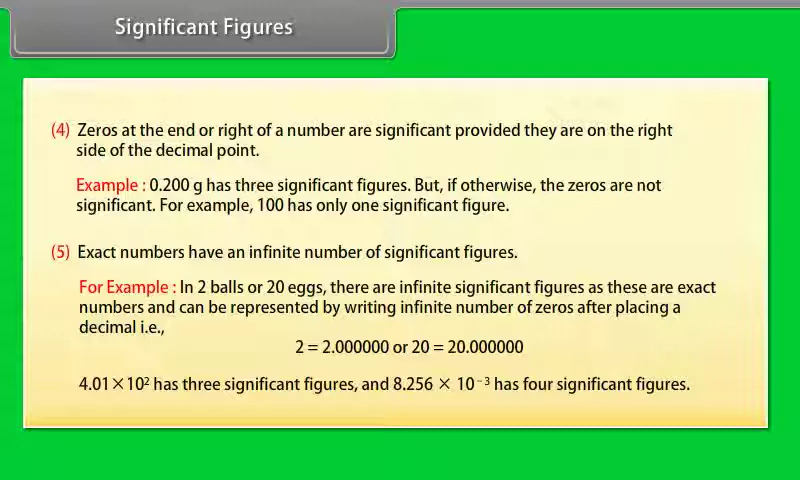 Significant Figures
(4) Zeros at the end or right of a number are significant provided they are on the right
side of the decimal point.
Example : 0.200 g has three significant figures. But, if otherwise, the zeros are not
significant. For example, 100 has only one significant figure.
(5) Exact numbers have an infinite number of significant figures.
For Example : In 2 balls or 20 eggs, there are infinite significant figures as these are exact
numbers and can be represented by writing infinite number of zeros after placing a
decimal i.e.,
2 = 2.000000 or 20 = 20.000000
4.01 × 10² has three significant figures, and 8.256 × 10⁻³ has four significant figures.